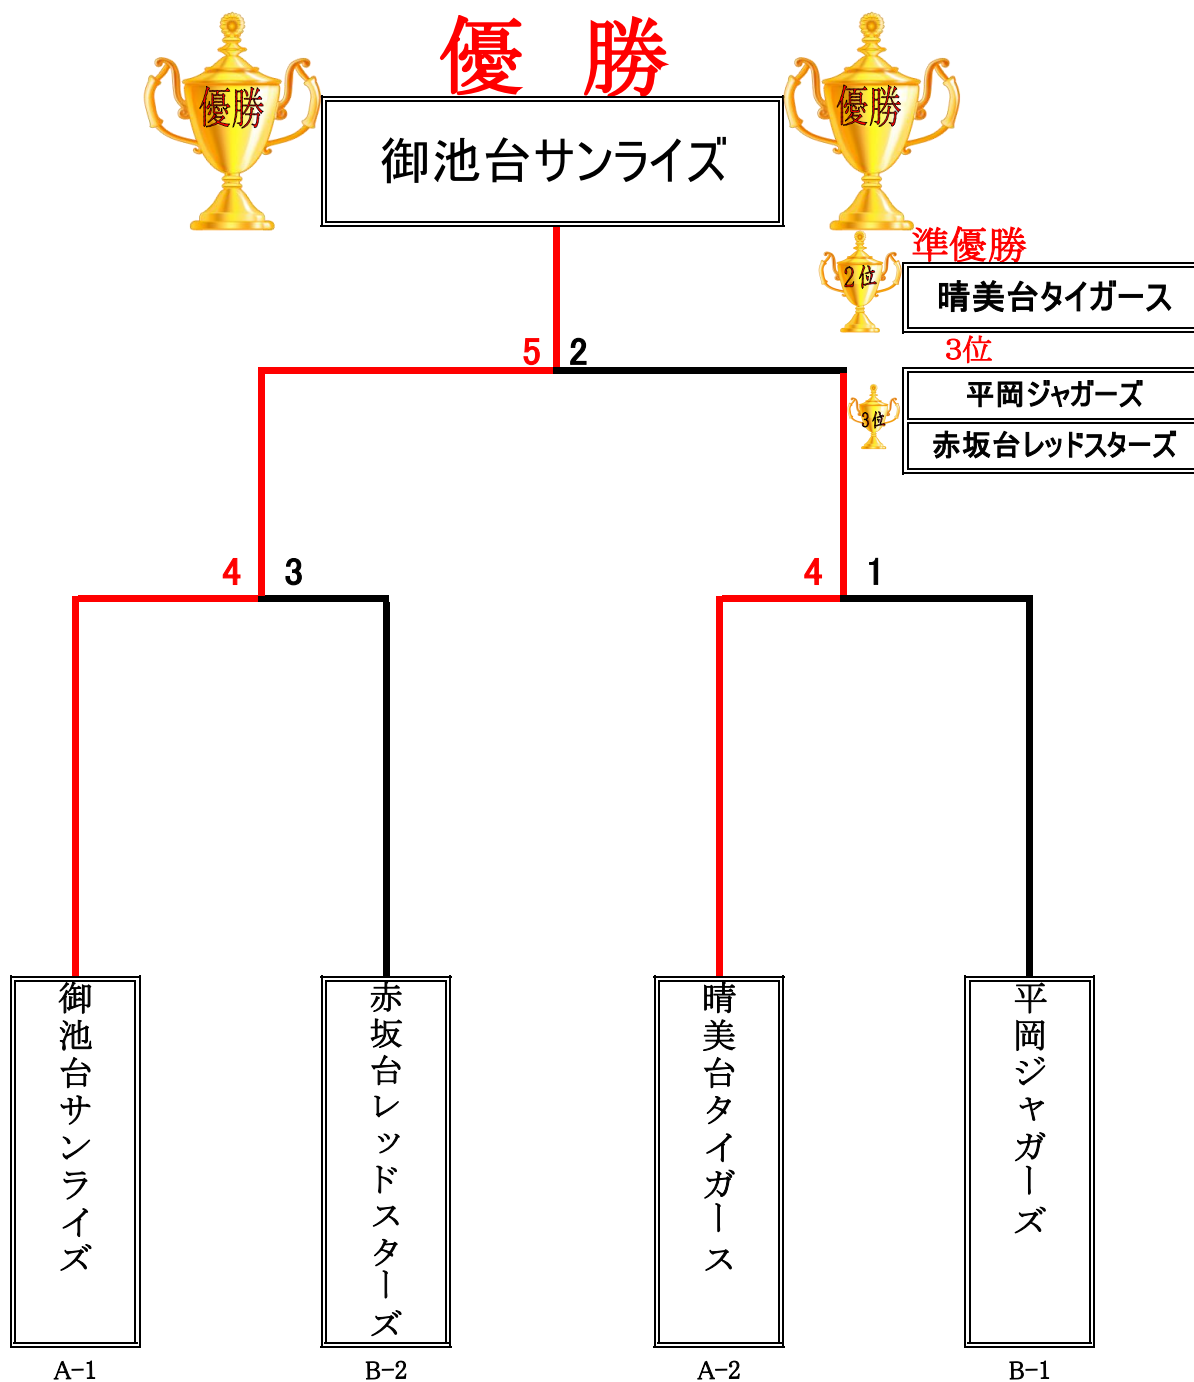 優　勝
優勝
優勝
御池台サンライズ
準優勝
2位
晴美台タイガース
3位
3位
平岡ジャガーズ
赤坂台レッドスターズ
5
2
4
3
4
1
御池台サンライズ
赤坂台レッドスターズ
晴美台タイガース
平岡ジャガーズ
A-1
B-2
A-2
B-1